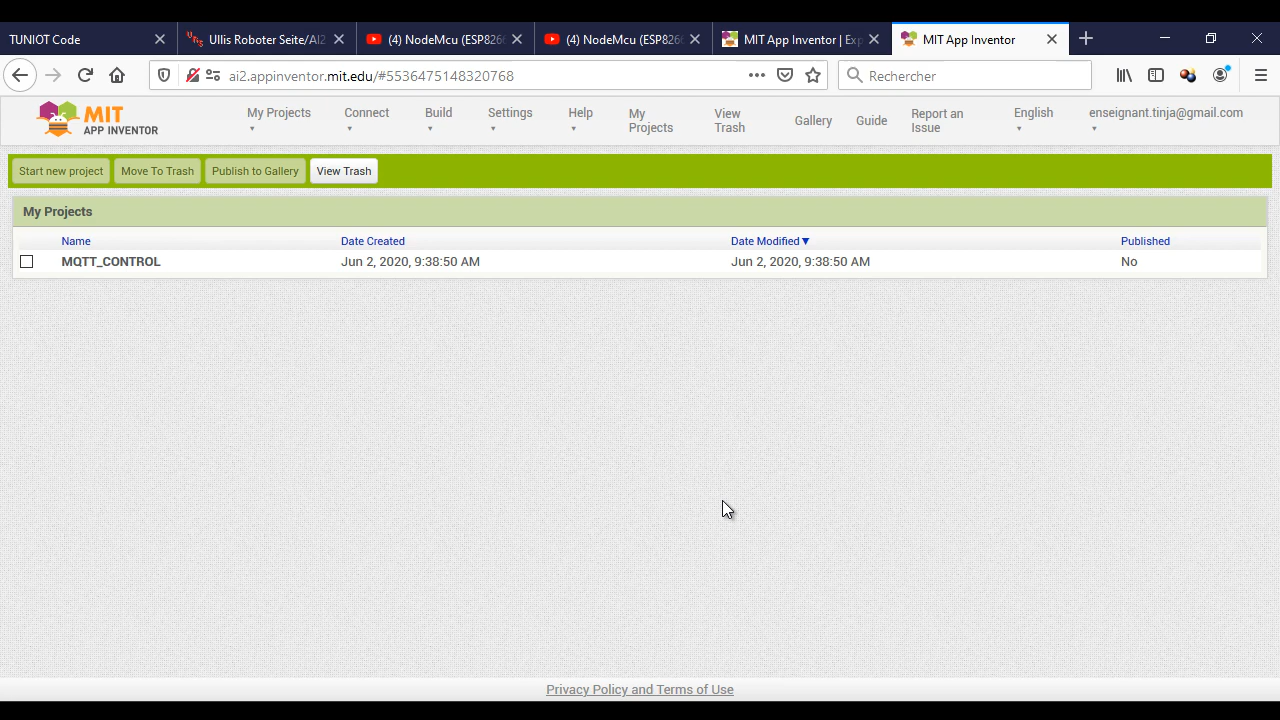 TUNIOT Code
Ullis Roboter Seite/AI2
(4) NodeMcu (ESP8266
(4) NodeMcu (ESP8266
MIT App Inventor | Exp
MIT App Inventor
ai2.appinventor.mit.edu/#5536475148320768
Rechercher
MIT
APP INVENTOR
My Projects
Connect
Build
Settings
Help
My Projects
View Trash
Gallery
Guide
Report an Issue
English
enseignant.tinja@gmail.com
Start new project
Move To Trash
Publish to Gallery
View Trash
My Projects
Name Date Created Date Modified Published
MQTT_CONTROL Jun 2, 2020, 9:38:50 AM Jun 2, 2020, 9:38:50 AM No
Privacy Policy and Terms of Use